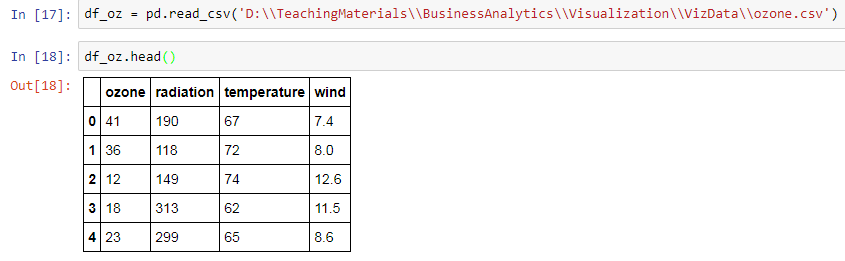 In [17]: df_oz = pd.read_csv('D:\\TeachingMaterials\\BusinessAnalytics\\Visualization\\VizData\\ozone.csv')
In [18]: df_oz.head()
Out[18]:
ozone radiation temperature wind
0 41 190 67 7.4
1 36 118 72 8.0
2 12 149 74 12.6
3 18 313 62 11.5
4 23 299 65 8.6